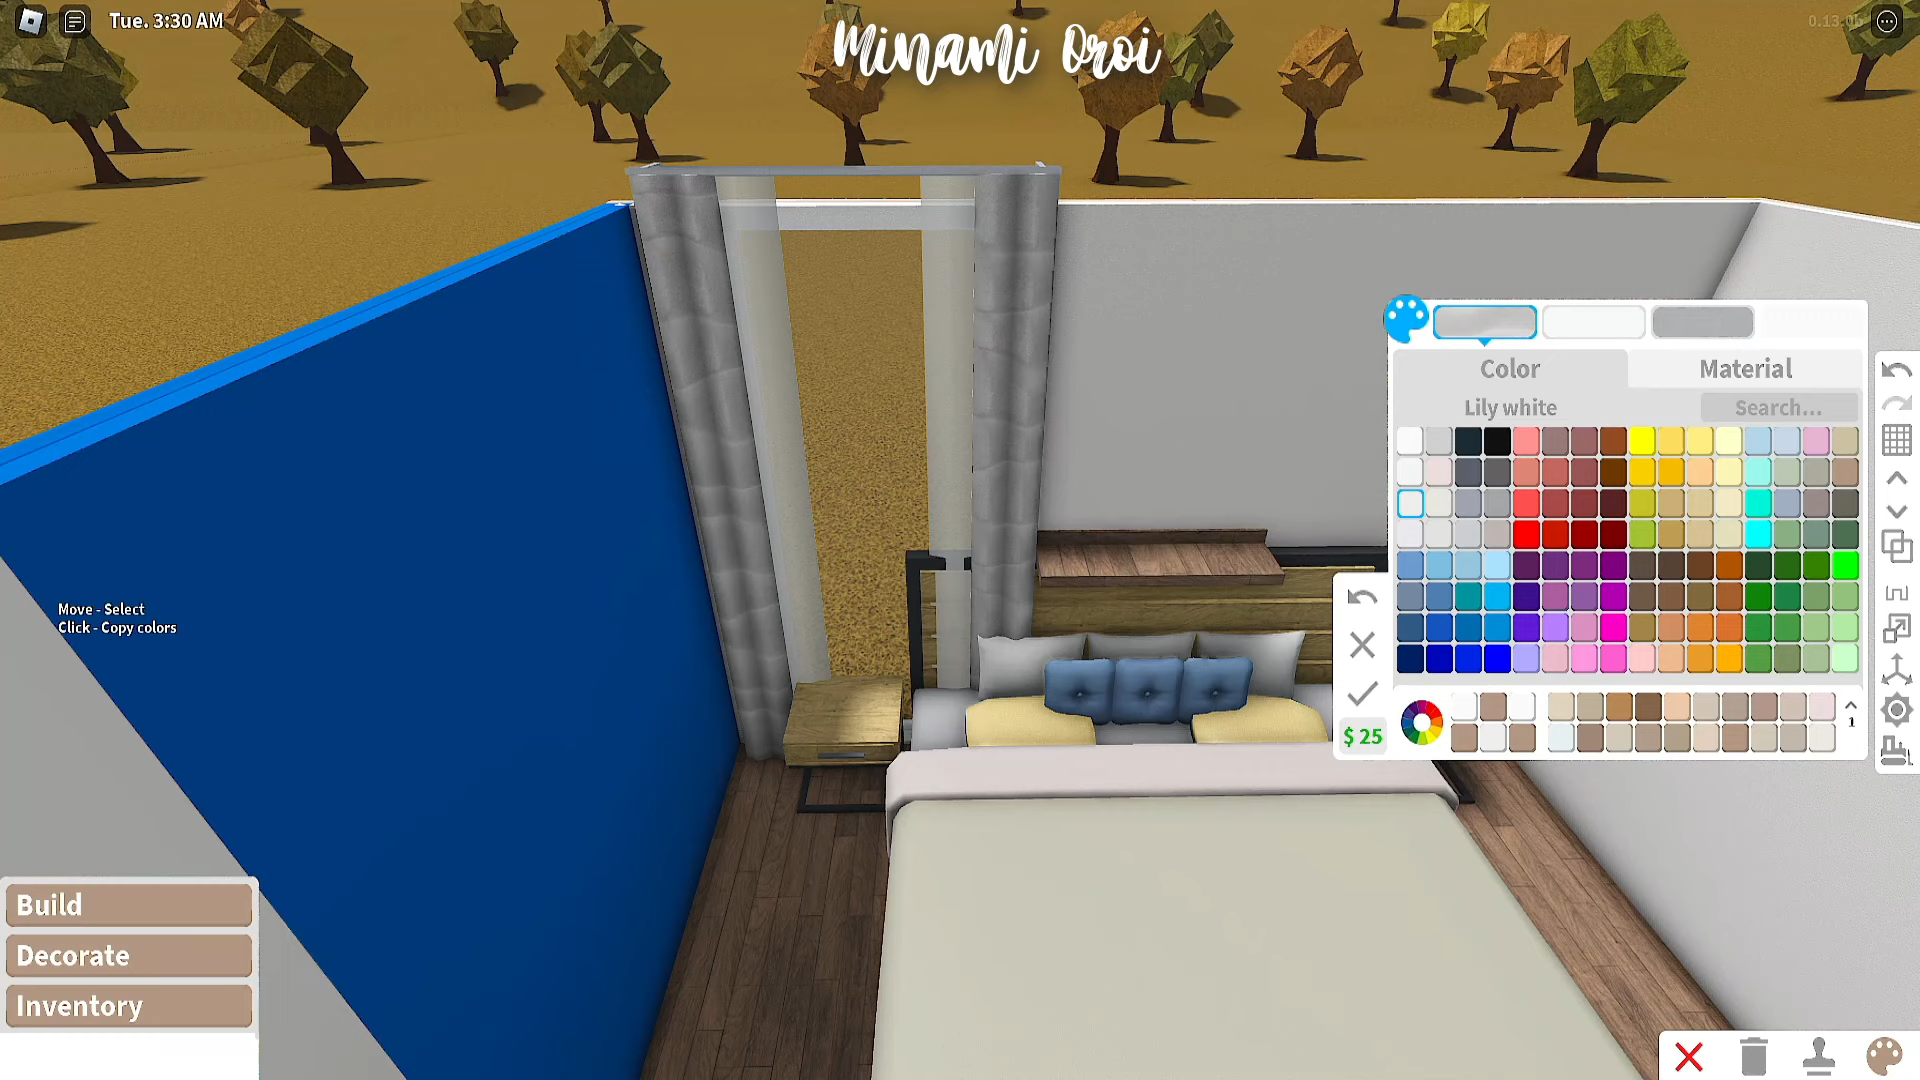 Tue. 3:30 AM
Minami Oroi
Color
Material
Lily white
Search...
Move - Select
Click - Copy colors
$ 25
1
Build
Decorate
Inventory